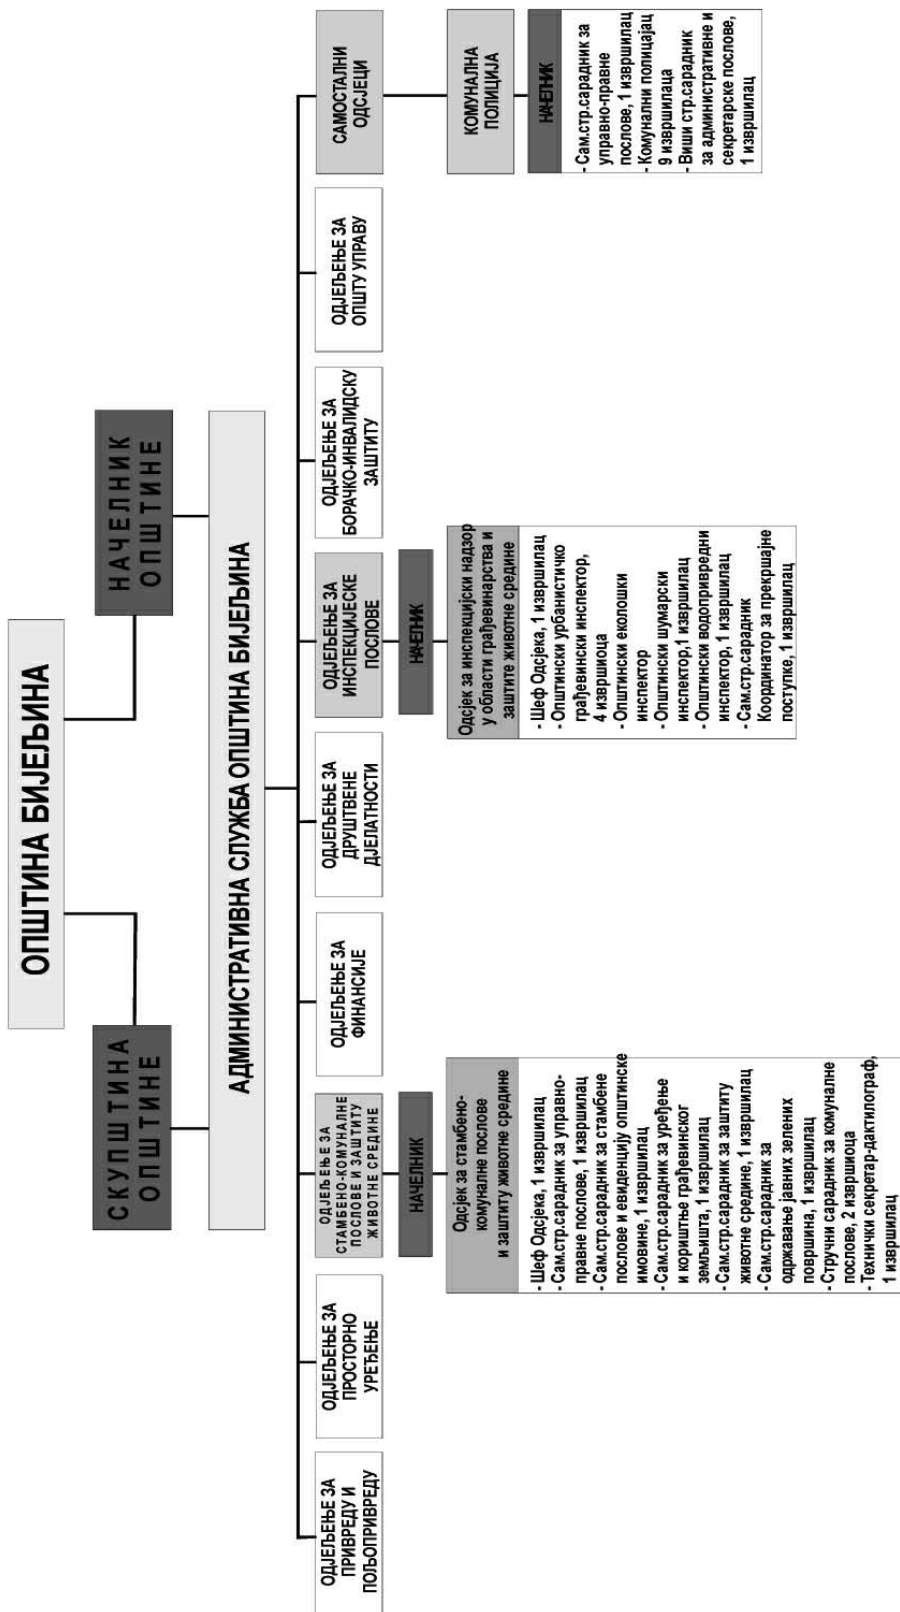 ОПШТИНА БИЈЕЉИНА
СКУПШТИНА
ОПШТИНЕ
НАЧЕЛНИК
ОПШТИНЕ
АДМИНИСТРАТИВНА СЛУЖБА ОПШТИНА БИЈЕЉИНА
ОДЈЕЉЕЊЕ ЗА
ПРИВРЕДУ И
ПОЉОПРИВРЕДУ
ОДЈЕЉЕЊЕ ЗА
ПРОСТОРНО
УРЕЂЕЊЕ
ОДЈЕЉЕЊЕ ЗА
СТАМБЕНО-КОМУНАЛНЕ
ПОСЛОВЕ И ЗАШТИТУ
ЖИВОТНЕ СРЕДИНЕ
ОДЈЕЉЕЊЕ ЗА
ФИНАНСИЈЕ
ОДЈЕЉЕЊЕ ЗА
ДРУШТВЕНЕ
ДЈЕЛАТНОСТИ
ОДЈЕЉЕЊЕ ЗА
ИНСПЕКЦИЈЕСКЕ
ПОСЛОВЕ
ОДЈЕЉЕЊЕ ЗА
БОРАЧКО-ИНВАЛИДСКУ
ЗАШТИТУ
ОДЈЕЉЕЊЕ ЗА
ОПШТУ УПРАВУ
САМОСТАЛНИ
ОДСЈЕЦИ
НАЧЕЛНИК
Одсјек за стамбено-
комуналне послове
и заштиту животне средине
- Шеф Одсјека, 1 извршилац
- Сам.стр.сарадник за управно-
правне послове, 1 извршилац
- Сам.стр.сарадник за стамбене
послове и евиденцију општинске
имовине, 1 извршилац
- Сам.стр.сарадник за уређење
и кориштење грађевинског
земљишта, 1 извршилац
- Сам.стр.сарадник за заштиту
животне средине, 1 извршилац
- Сам.стр.сарадник за
одржавање јавних зелених
површина, 1 извршилац
- Стручни сарадник за комуналне
послове, 2 извршиоца
- Технички секретар-дактилограф,
1 извршилац
НАЧЕЛНИК
Одсјек за инспекцијски надзор
у области грађевинарства и
заштите животне средине
- Шеф Одсјека, 1 извршилац
- Општински урбанистичко
грађевински инспектор,
4 извршиоца
- Општински еколошки
инспектор
- Општински шумарски
инспектор,1 извршилац
- Општински водопривредни
инспектор, 1 извршилац
- Сам.стр.сарадник
Координатор за прекршајне
поступке, 1 извршилац
КОМУНАЛНА
ПОЛИЦИЈА
НАЧЕЛНИК
- Сам.стр.сарадник за
управно-правне
послове, 1 извршилац
- Комунални полицајац
9 извршилаца
- Виши стр.сарадник
за административне и
секретарске послове,
1 извршилац